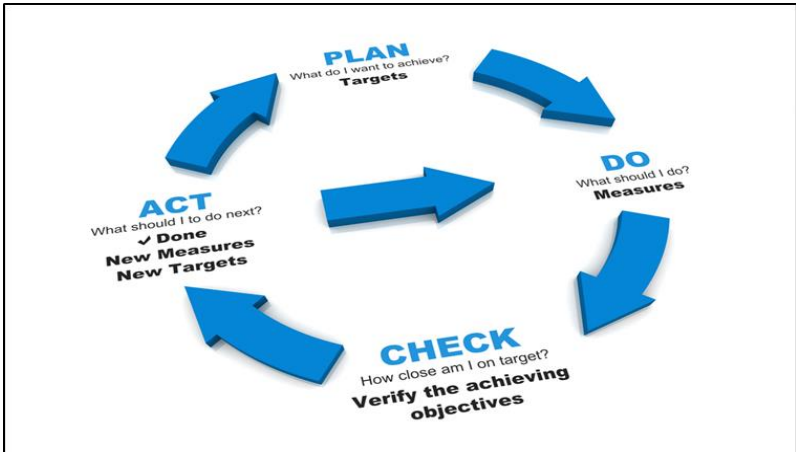 PLAN
What do I want to achieve?
Targets
DO
What should I do?
Measures
CHECK
How close am I on target?
Verify the achieving
objectives
ACT
What should I to do next?
✓ Done
New Measures
New Targets